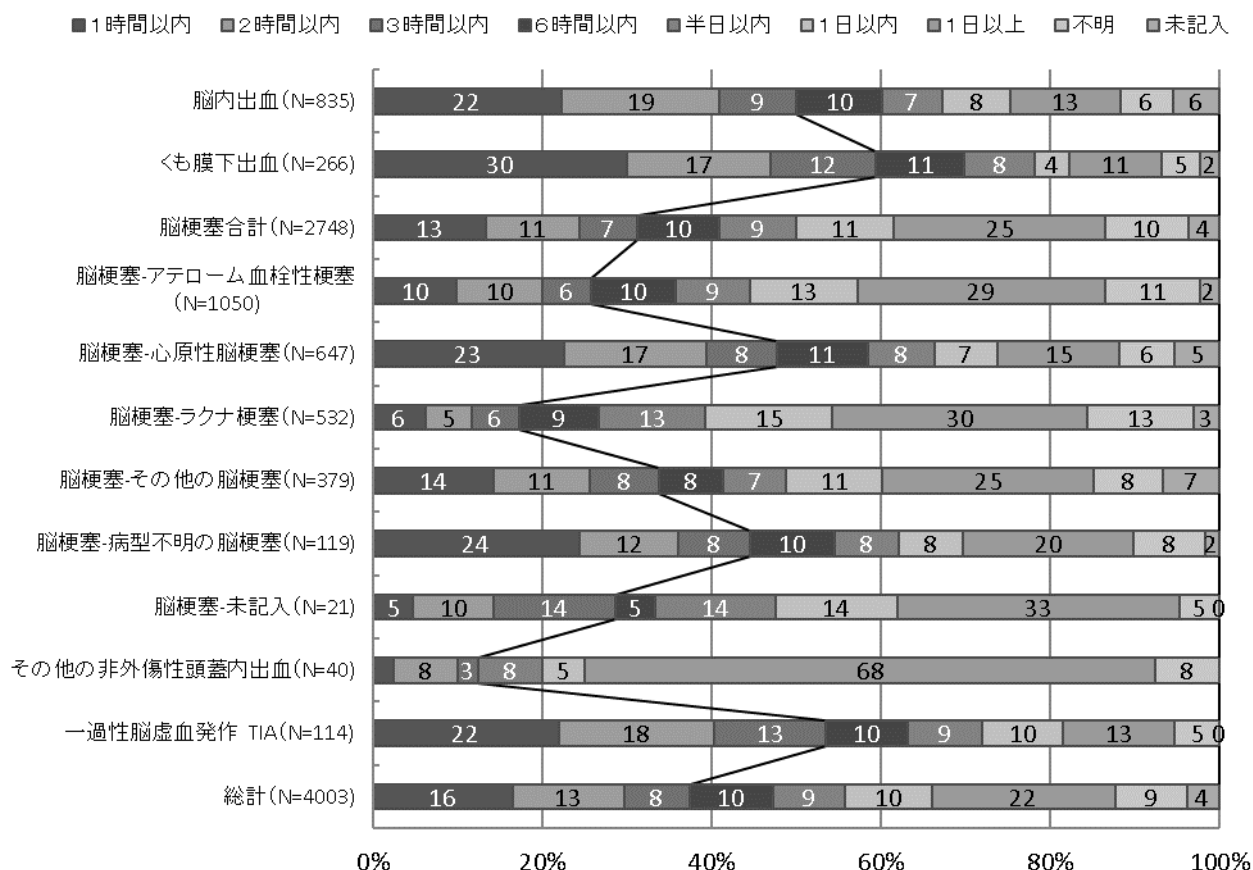 ■1時間以内 ■2時間以内 ■3時間以内 ■6時間以内 ■半日以内 □1日以内 ■1日以上 □不明 ■未記入
脳内出血(N=835) 22 19 9 10 7 8 13 6 6
くも膜下出血(N=266) 30 17 12 11 8 4 11 5 2
脳梗塞合計(N=2748) 13 11 7 10 9 11 25 10 4
脳梗塞-アテローム血栓性梗塞
(N=1050) 10 10 6 10 9 13 29 11 2
脳梗塞-心原性脳梗塞(N=647) 23 17 8 11 8 7 15 6 5
脳梗塞-ラクナ梗塞(N=532) 6 5 6 9 13 15 30 13 3
脳梗塞-その他の脳梗塞(N=379) 14 11 8 8 7 11 25 8 7
脳梗塞-病型不明の脳梗塞(N=119) 24 12 8 10 8 8 20 8 2
脳梗塞-未記入(N=21) 5 10 14 5 14 14 33 5 0
その他の非外傷性頭蓋内出血(N=40) 8 3 8 5 68 8
一過性脳虚血発作 TIA(N=114) 22 18 13 10 9 10 13 5 0
総計(N=4003) 16 13 8 10 9 10 22 9 4
0% 20% 40% 60% 80% 100%